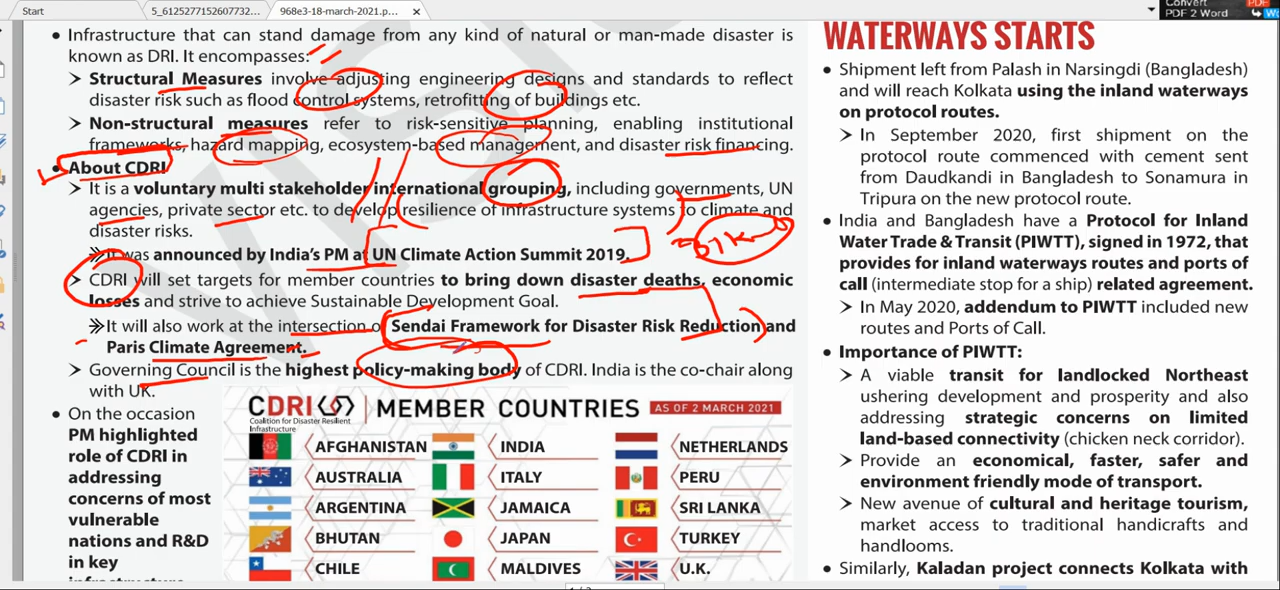 Start
5_6125277152607732...
968e3-18-march-2021.p...
Convert
PDF 2 Word
PDF
• Infrastructure that can stand damage from any kind of natural or man-made disaster is
known as DRI. It encompasses:
➤ Structural Measures involve adjusting engineering designs and standards to reflect
disaster risk such as flood control systems, retrofitting of buildings etc.
➤ Non-structural measures refer to risk-sensitive planning, enabling institutional
frameworks, hazard mapping, ecosystem-based management, and disaster risk financing.
• About CDRI
➤ It is a voluntary multi stakeholder international grouping, including governments, UN
agencies, private sector etc. to develop resilience of infrastructure systems to climate and
disaster risks.
It was announced by India's PM at UN Climate Action Summit 2019.
➤ CDRI will set targets for member countries to bring down disaster deaths, economic
losses and strive to achieve Sustainable Development Goal.
It will also work at the intersection of Sendai Framework for Disaster Risk Reduction and
Paris Climate Agreement.
➤ Governing Council is the highest policy-making body of CDRI. India is the co-chair along
with UK.
• On the occasion
PM highlighted
role of CDRI in
addressing
concerns of most
vulnerable
nations and R&D
in key
infrastructure
CDRI
Coalition for Disaster Resilient
Infrastructure
MEMBER COUNTRIES
AS OF 2 MARCH 2021
AFGHANISTAN
INDIA
NETHERLANDS
AUSTRALIA
ITALY
PERU
ARGENTINA
JAMAICA
SRI LANKA
BHUTAN
JAPAN
TURKEY
CHILE
MALDIVES
U.K.
WATERWAYS STARTS
• Shipment left from Palash in Narsingdi (Bangladesh)
and will reach Kolkata using the inland waterways
on protocol routes.
➤ In September 2020, first shipment on the
protocol route commenced with cement sent
from Daudkandi in Bangladesh to Sonamura in
Tripura on the new protocol route.
• India and Bangladesh have a Protocol for Inland
Water Trade & Transit (PIWTT), signed in 1972, that
provides for inland waterways routes and ports of
call (intermediate stop for a ship) related agreement.
➤ In May 2020, addendum to PIWTT included new
routes and Ports of Call.
• Importance of PIWTT:
➤ A viable transit for landlocked Northeast
ushering development and prosperity and also
addressing strategic concerns on limited
land-based connectivity (chicken neck corridor).
➤ Provide an economical, faster, safer and
environment friendly mode of transport.
➤ New avenue of cultural and heritage tourism,
market access to traditional handicrafts and
handlooms.
• Similarly, Kaladan project connects Kolkata with